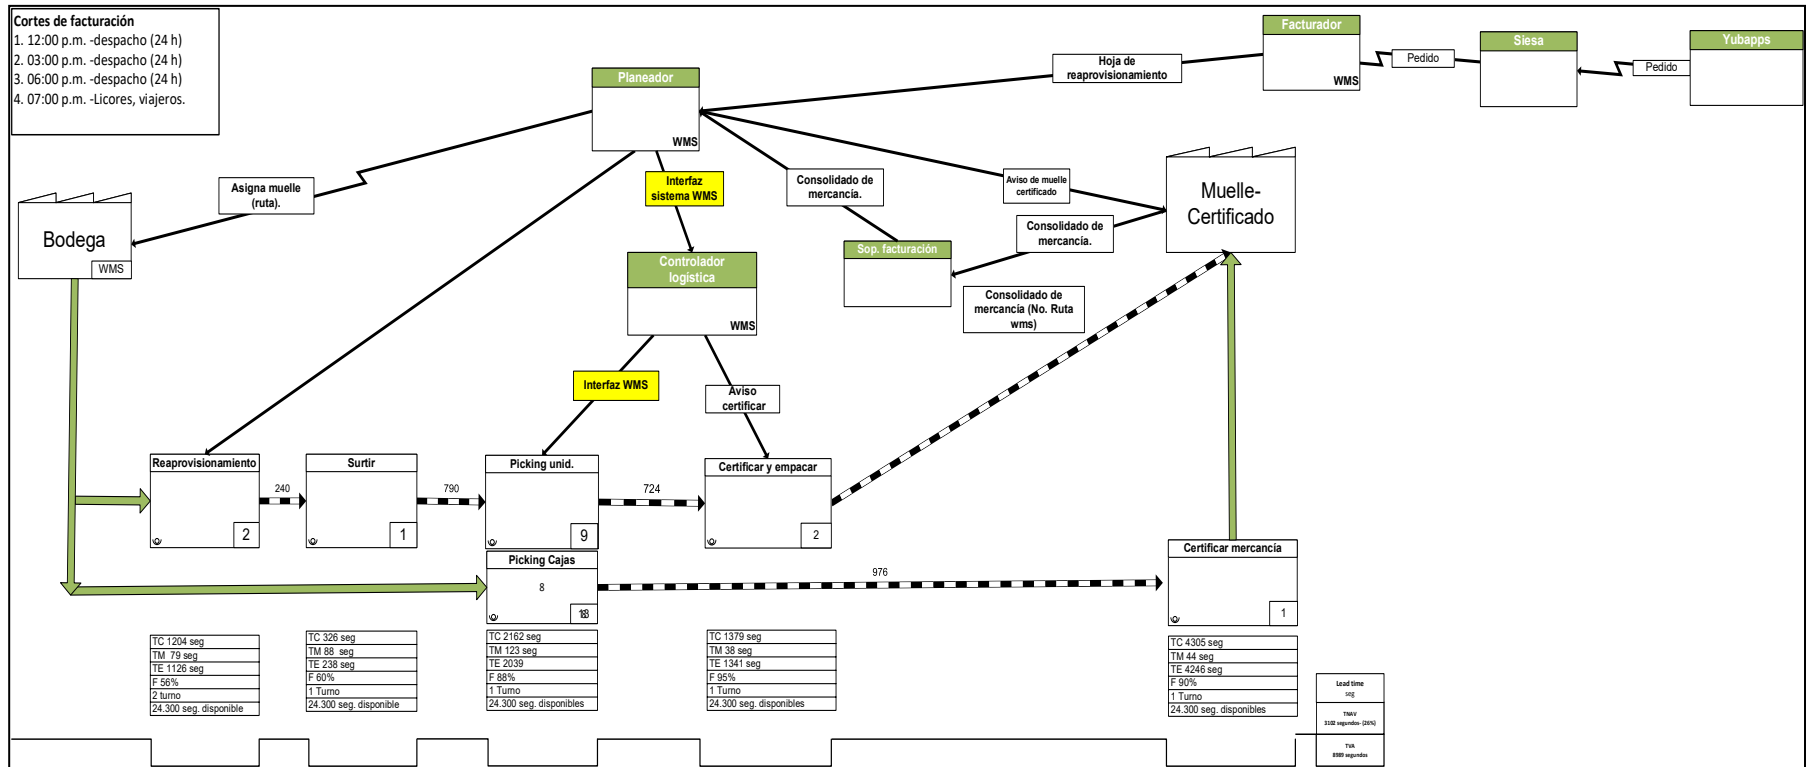 Cortes de facturación
1. 12:00 p.m. -despacho (24 h)
2. 03:00 p.m. -despacho (24 h)
3. 06:00 p.m. -despacho (24 h)
4. 07:00 p.m. -Licores, viajeros.
Facturador
WMS
Siesa
Yubapps
Pedido
Pedido
Hoja de
reaprovisionamiento
Planeador
WMS
Asigna muelle
(ruta).
Interfaz
sistema WMS
Consolidado de
mercancía.
Aviso de muelle
certificado
Consolidado de
mercancía.
Muelle-
Certificado
Bodega
WMS
Controlador
logística
WMS
Sop. facturación
Consolidado de
mercancía (No. Ruta
wms)
Interfaz WMS
Aviso
certificar
Reaprovisionamiento
2
240
Surtir
1
790
Picking unid.
9
724
Certificar y empacar
2
Picking Cajas
8
976
Certificar mercancía
1
TC 1204 seg
TM 79 seg
TE 1126 seg
F 56%
2 turno
24.300 seg. disponible
TC 326 seg
TM 88 seg
TE 238 seg
F 60%
1 Turno
24.300 seg. disponible
TC 2162 seg
TM 123 seg
TE 2039
F 88%
1 Turno
24.300 seg. disponibles
TC 1379 seg
TM 38 seg
TE 1341 seg
F 95%
1 Turno
24.300 seg. disponibles
TC 4305 seg
TM 44 seg
TE 4246 seg
F 90%
1 Turno
24.300 seg. disponibles
Lead time
seg
TNAV
3102 segundos- (26%)
TVA
8989 segundos